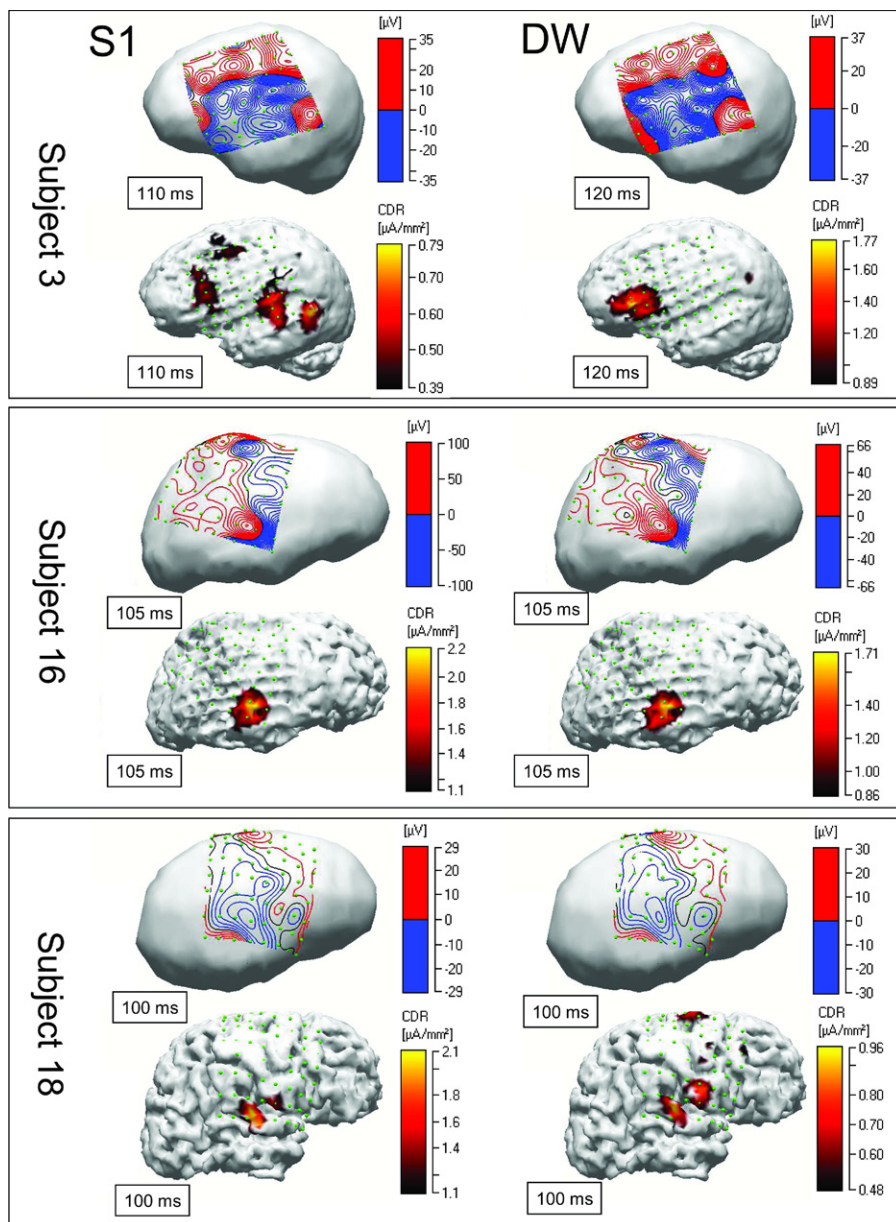 S1
DW
Subject 3
[µV]
35
20
10
0
-10
-20
-35
110 ms
[µV]
37
20
0
-20
-37
120 ms
CDR
[µA/mm²]
0.79
0.70
0.60
0.50
0.39
110 ms
CDR
[µA/mm²]
1.77
1.60
1.40
1.20
0.89
120 ms
Subject 16
[µV]
100
50
0
-50
-100
105 ms
[µV]
66
40
20
0
-20
-40
-66
105 ms
CDR
[µA/mm²]
2.2
2.0
1.8
1.6
1.4
1.1
105 ms
CDR
[µA/mm²]
1.71
1.40
1.20
1.00
0.86
105 ms
Subject 18
[µV]
29
20
10
0
-10
-20
-29
100 ms
[µV]
30
20
10
0
-10
-20
-30
100 ms
CDR
[µA/mm²]
2.1
1.8
1.6
1.4
1.1
100 ms
CDR
[µA/mm²]
0.96
0.80
0.70
0.60
0.48
100 ms